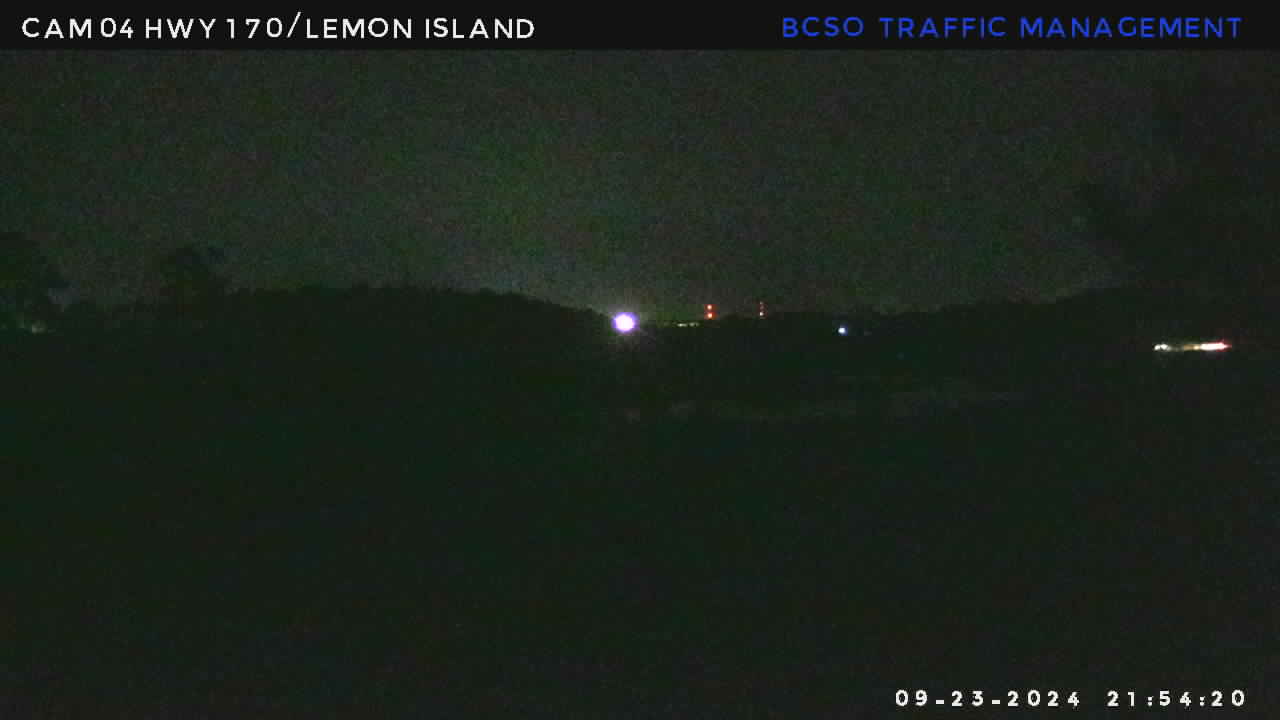 CAM04 HWY 170/LEMON ISLAND
BCSO TRAFFIC MANAGEMENT
09-23-2024 21:54:20